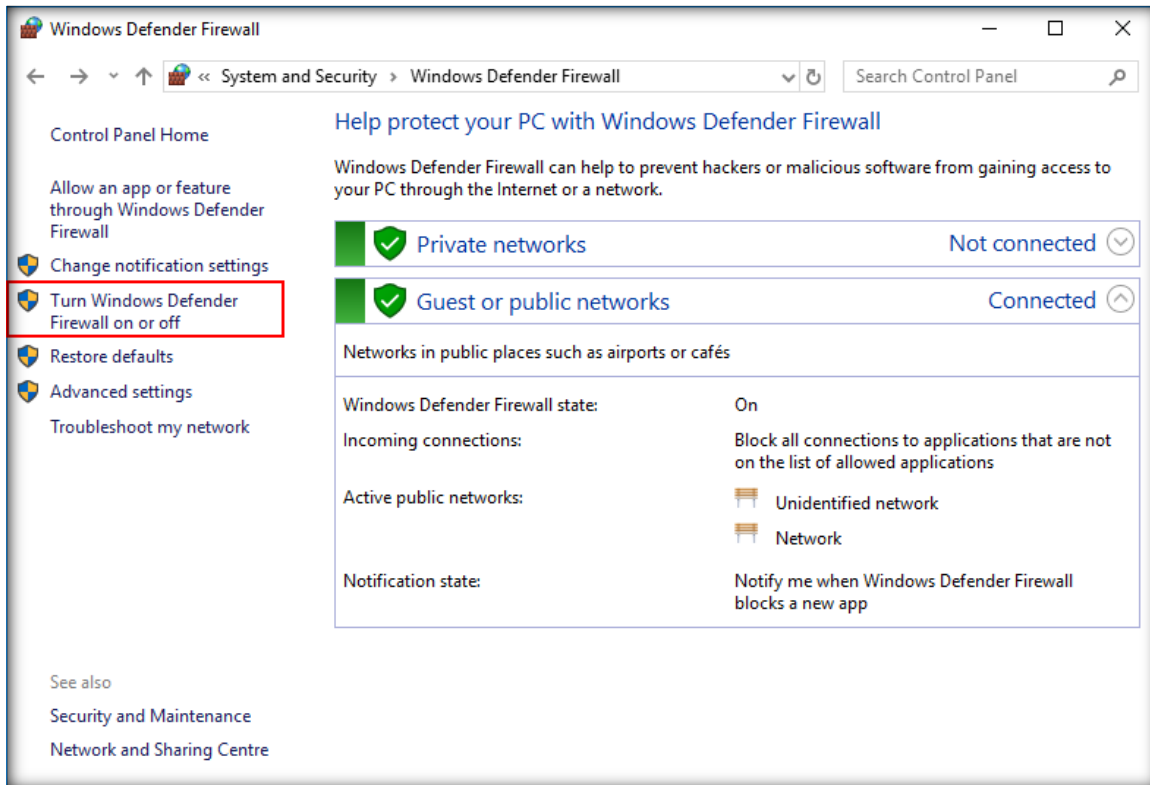 Windows Defender Firewall
« System and Security › Windows Defender Firewall
Search Control Panel
Control Panel Home
Allow an app or feature
through Windows Defender
Firewall
Change notification settings
Turn Windows Defender
Firewall on or off
Restore defaults
Advanced settings
Troubleshoot my network
See also
Security and Maintenance
Network and Sharing Centre
Help protect your PC with Windows Defender Firewall
Windows Defender Firewall can help to prevent hackers or malicious software from gaining access to
your PC through the Internet or a network.
Private networks Not connected
Guest or public networks Connected
Networks in public places such as airports or cafés
Windows Defender Firewall state: On
Incoming connections: Block all connections to applications that are not
on the list of allowed applications
Active public networks: Unidentified network
Network
Notification state: Notify me when Windows Defender Firewall
blocks a new app